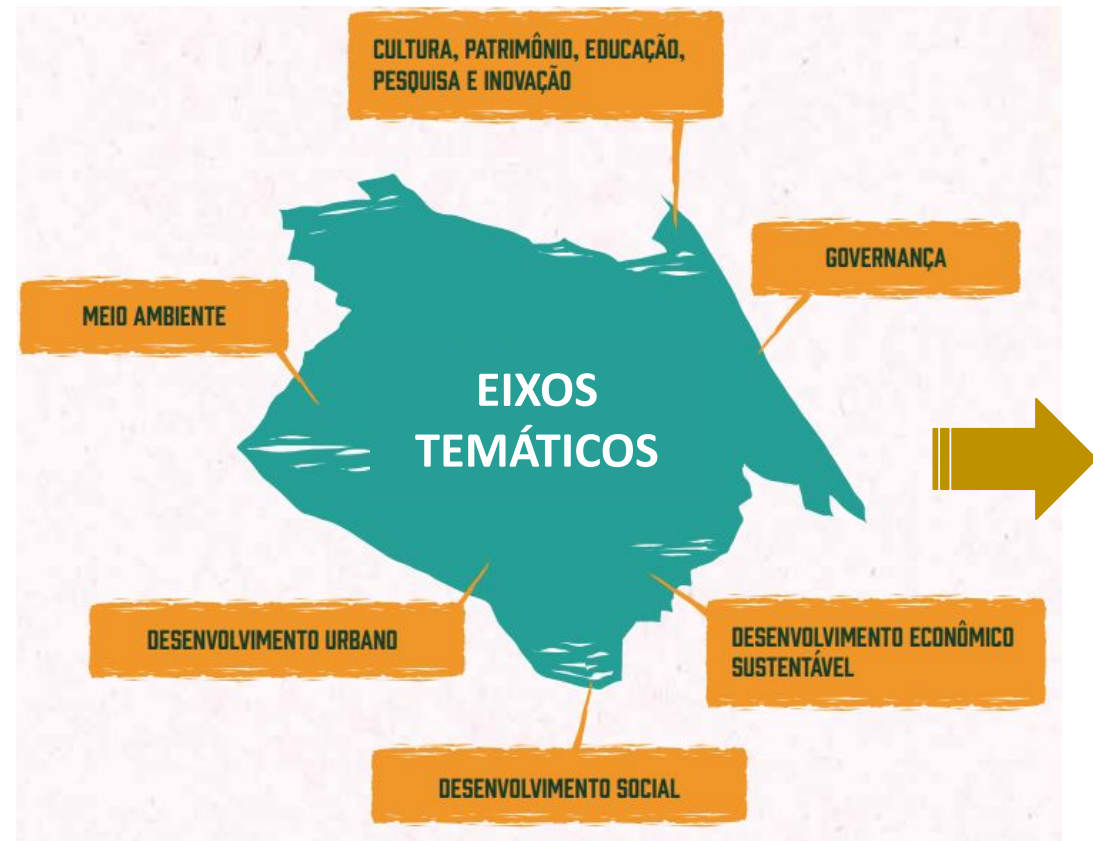 CULTURA, PATRIMÔNIO, EDUCAÇÃO,
PESQUISA E INOVAÇÃO
GOVERNANÇA
MEIO AMBIENTE
EIXOS
TEMÁTICOS
DESENVOLVIMENTO URBANO
DESENVOLVIMENTO ECONÔMICO
SUSTENTÁVEL
DESENVOLVIMENTO SOCIAL